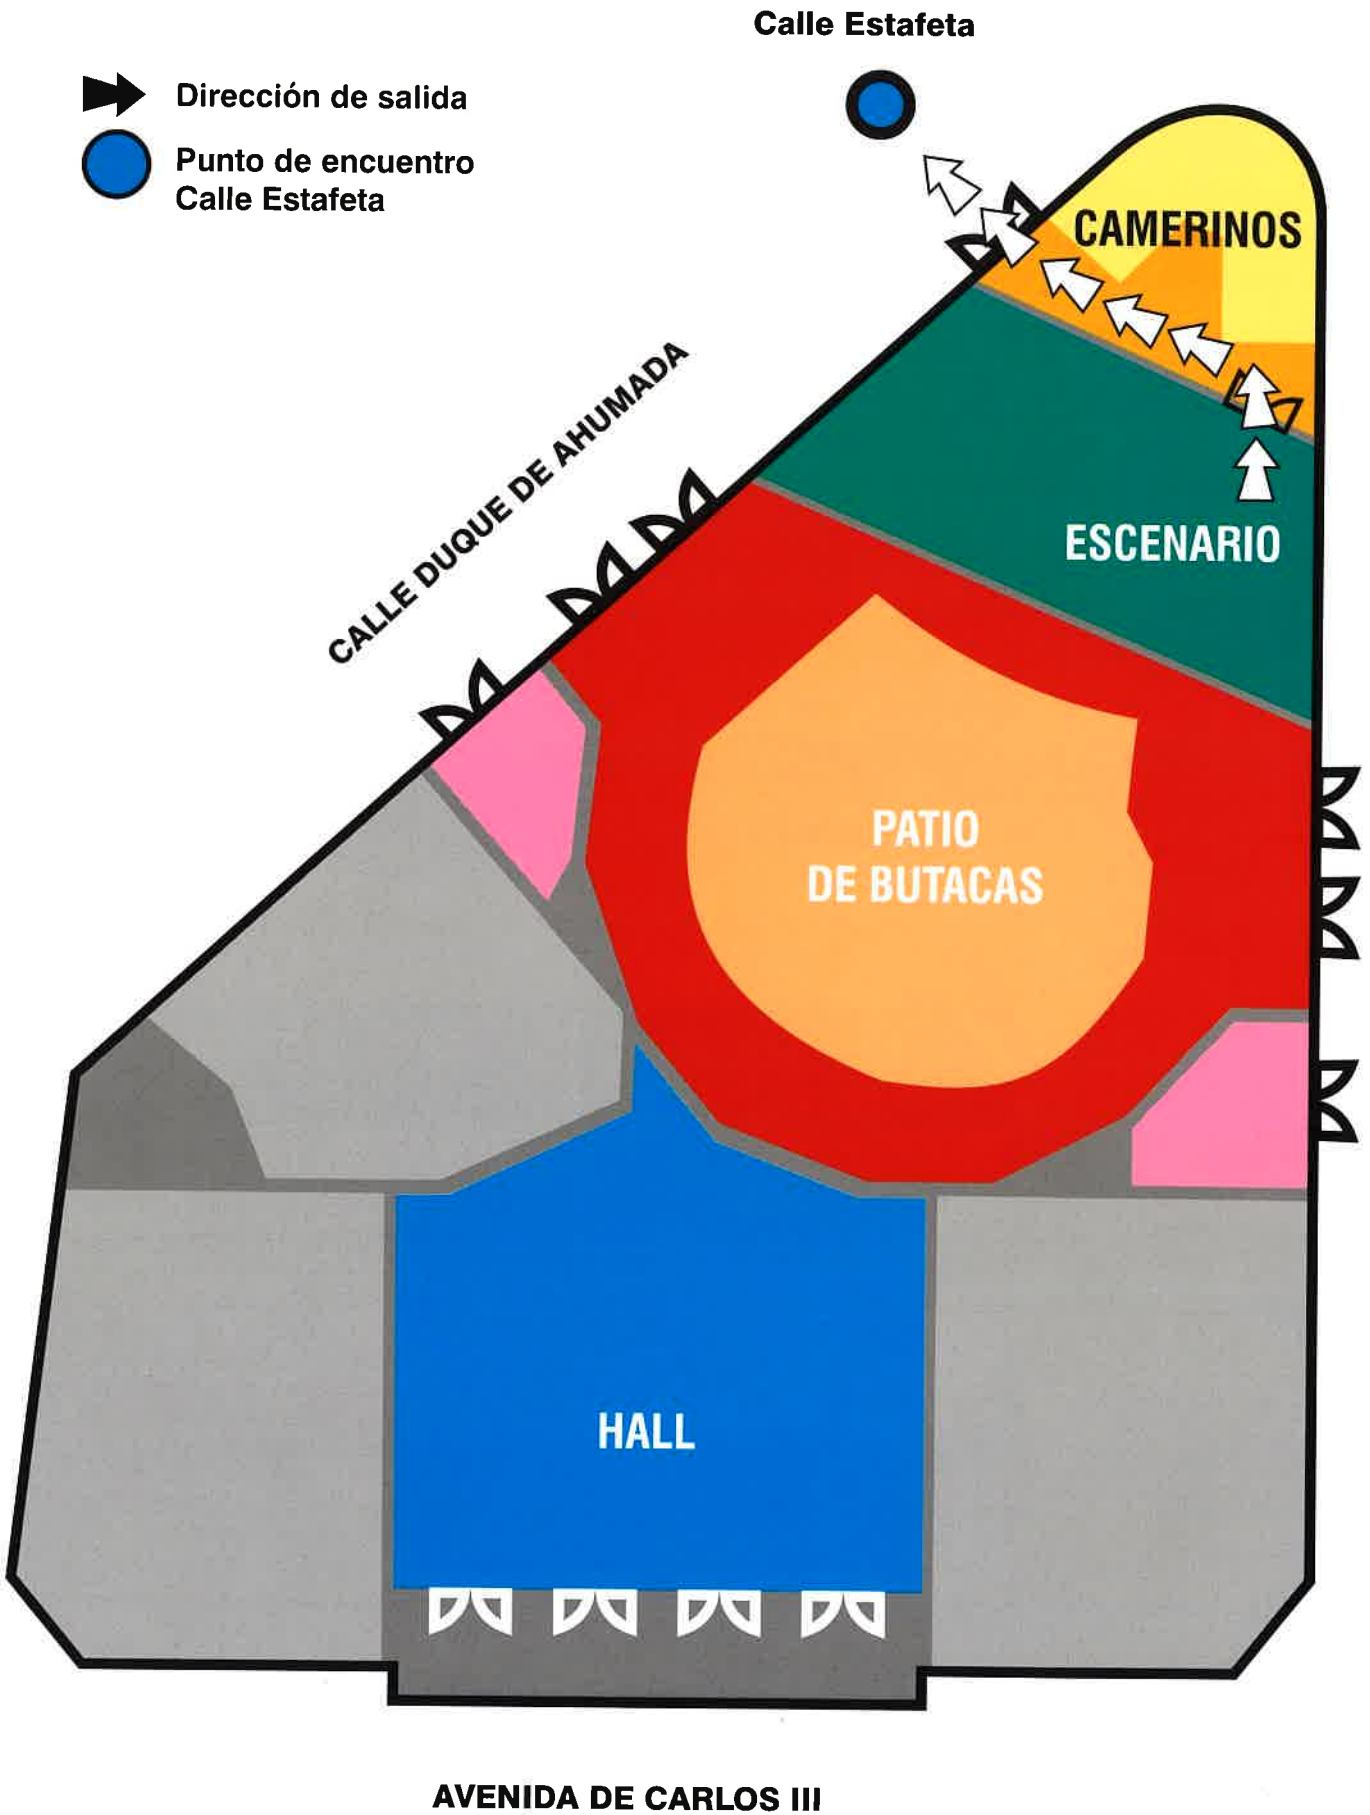 Calle Estafeta
Dirección de salida
Punto de encuentro
Calle Estafeta
CAMERINOS
CALLE DUQUE DE AHUMADA
ESCENARIO
PATIO
DE BUTACAS
HALL
AVENIDA DE CARLOS III